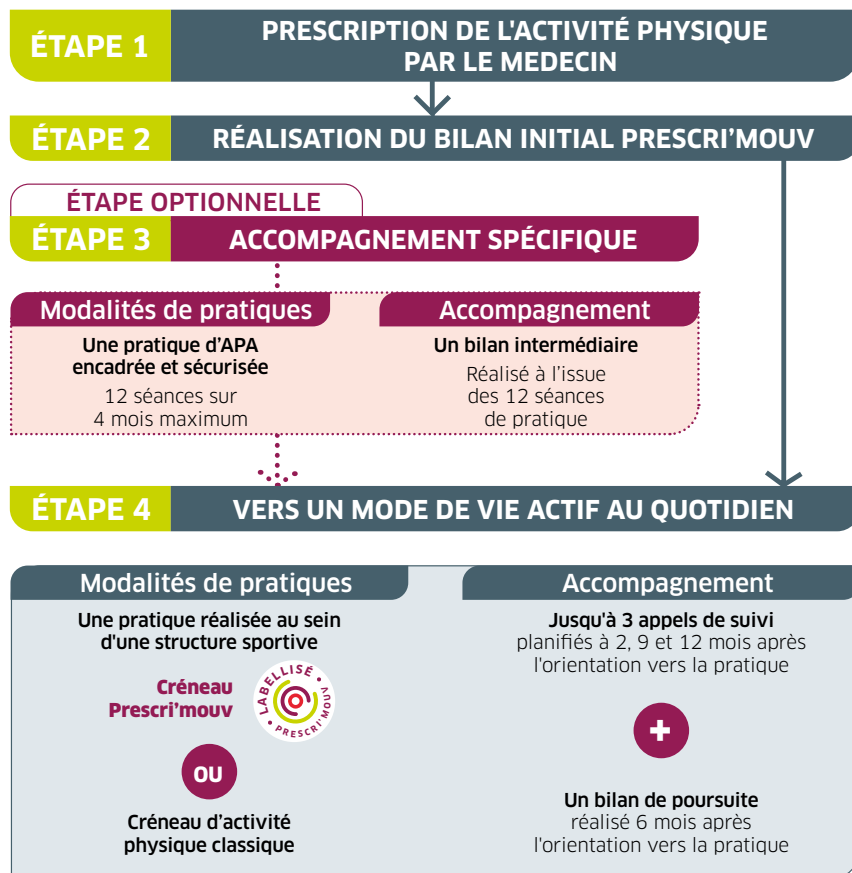 ÉTAPE 1
PRESCRIPTION DE L'ACTIVITÉ PHYSIQUE
PAR LE MEDECIN
ÉTAPE 2
RÉALISATION DU BILAN INITIAL PRESCRI'MOUV
ÉTAPE OPTIONNELLE
ÉTAPE 3
ACCOMPAGNEMENT SPÉCIFIQUE
Modalités de pratiques
Une pratique d'APA
encadrée et sécurisée
12 séances sur
4 mois maximum
Accompagnement
Un bilan intermédiaire
Réalisé à l'issue
des 12 séances
de pratique
ÉTAPE 4
VERS UN MODE DE VIE ACTIF AU QUOTIDIEN
Modalités de pratiques
Une pratique réalisée au sein
d'une structure sportive
Créneau
Prescri'mouv
LABELLISÉ
PRESCRI'MOUV
OU
Créneau d'activité
physique classique
Accompagnement
Jusqu'à 3 appels de suivi
planifiés à 2, 9 et 12 mois après
l'orientation vers la pratique
+
Un bilan de poursuite
réalisé 6 mois après
l'orientation vers la pratique